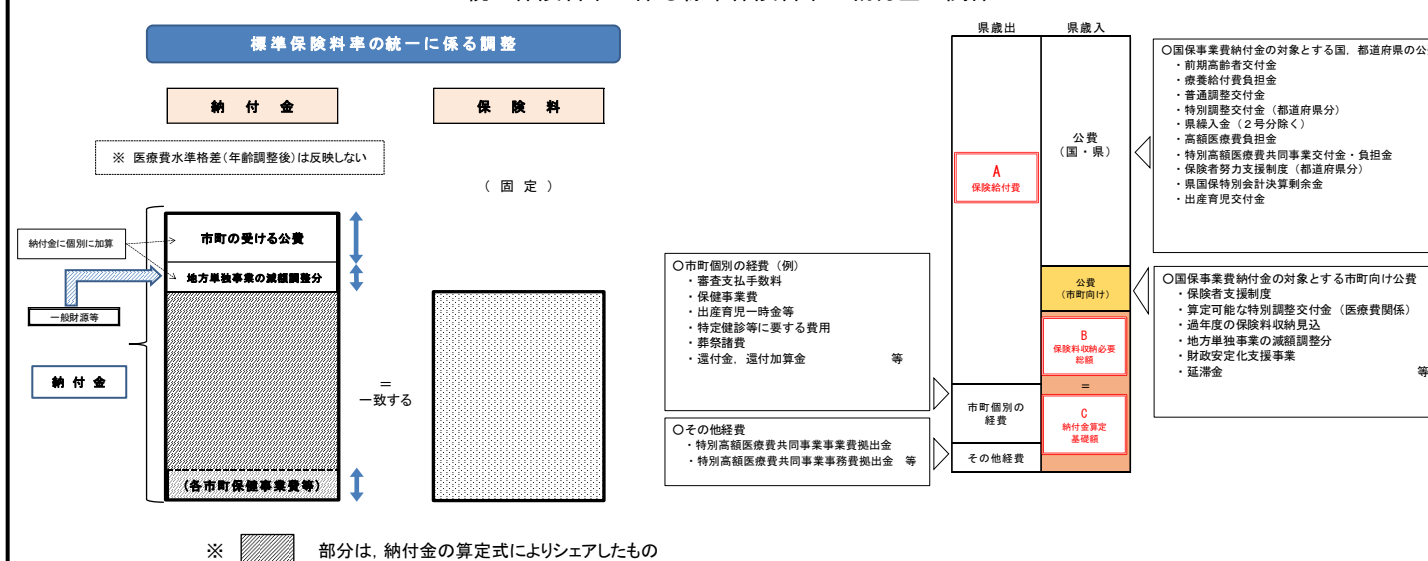 標準保険料率の統一に係る調整
納付金
保険料
※ 医療費水準格差(年齢調整後)は反映しない
(固定)
納付金に個別に加算
市町の受ける公費
地方単独事業の減額調整分
一般財源等
納付金
=
一致する
(各市町保健事業費等)
※ 部分は,納付金の算定式によりシェアしたもの
県歳出
県歳入
A
保険給付費
公費
(国・県)
公費
(市町向け)
B
保険料収納必要
総額
=
C
納付金算定
基礎額
市町個別の
経費
その他経費
○市町個別の経費(例)
・審査支払手数料
・保健事業費
・出産育児一時金等
・特定健診等に要する費用
・葬祭諸費
・還付金,還付加算金 等
○その他経費
・特別高額医療費共同事業事業費拠出金
・特別高額医療費共同事業事務費拠出金 等
○国保事業費納付金の対象とする国,都道府県の公
・前期高齢者交付金
・療養給付費負担金
・普通調整交付金
・特別調整交付金(都道府県分)
・県繰入金(2号分除く)
・高額医療費負担金
・特別高額医療費共同事業交付金・負担金
・保険者努力支援制度(都道府県分)
・県国保特別会計決算剰余金
・出産育児交付金
○国保事業費納付金の対象とする市町向け公費
・保険者支援制度
・算定可能な特別調整交付金(医療費関係)
・過年度の保険料収納見込
・地方単独事業の減額調整分
・財政安定化支援事業
・延滞金 等